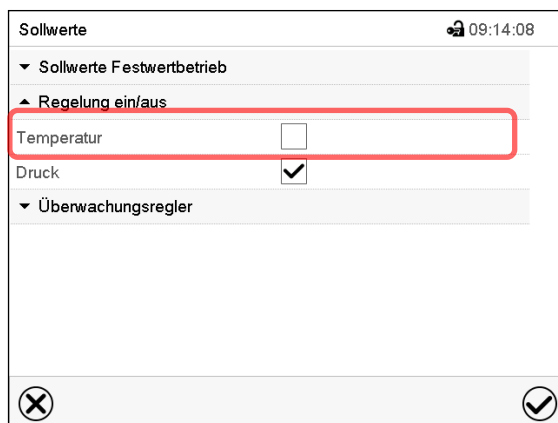 Sollwerte 09:14:08
Sollwerte Festwertbetrieb
Regelung ein/aus
Temperatur
Druck
Überwachungsregler